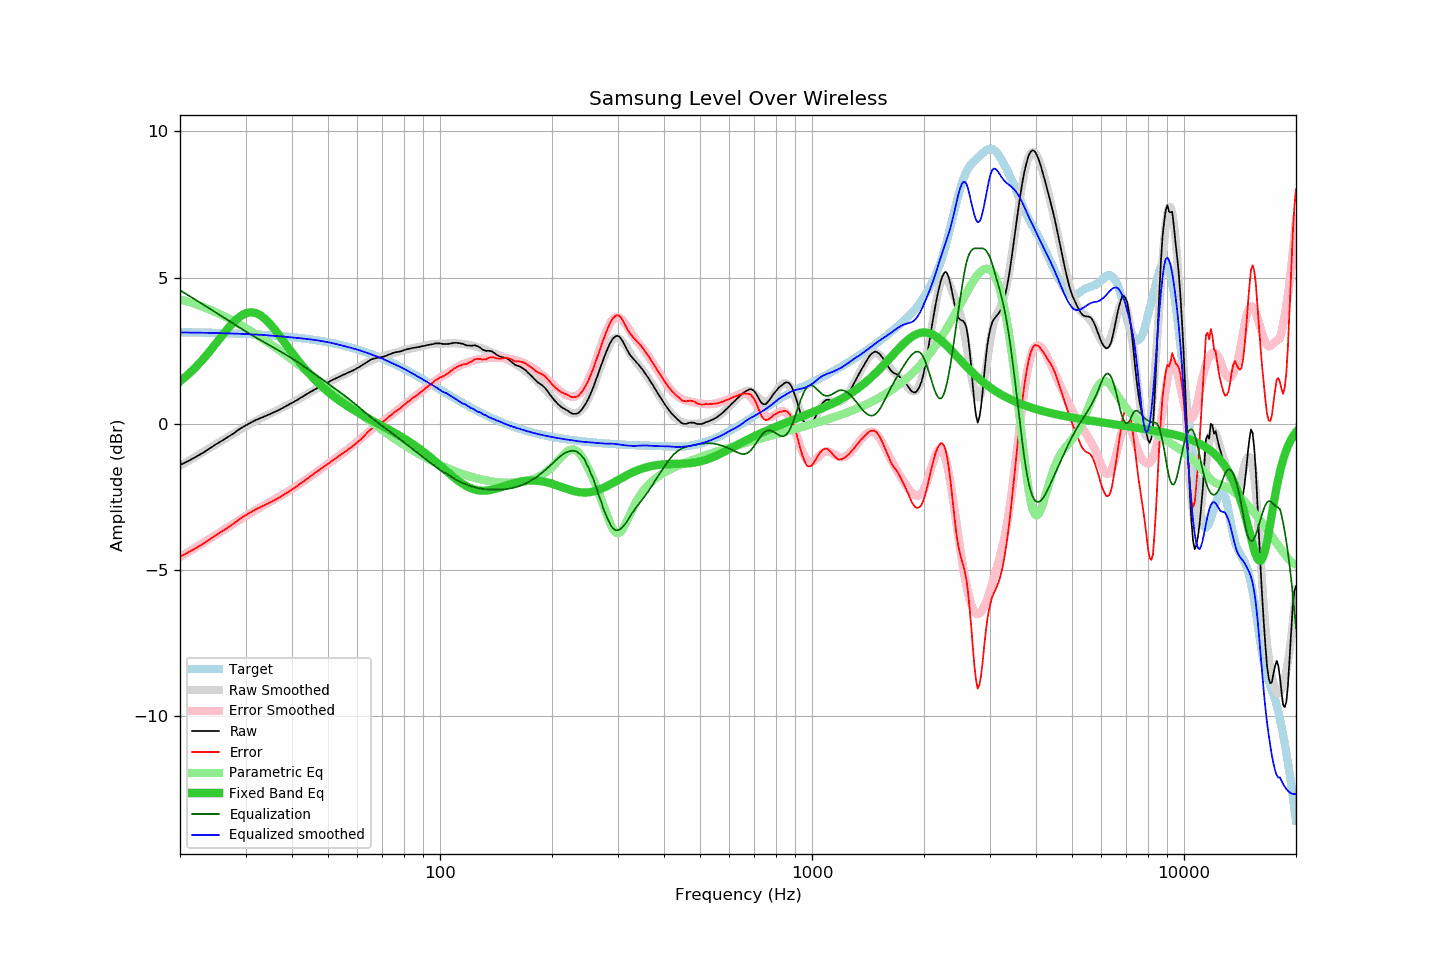 Samsung Level Over Wireless
10
5
0
−5
−10
Amplitude (dBr)
Target
Raw Smoothed
Error Smoothed
Raw
Error
Parametric Eq
Fixed Band Eq
Equalization
Equalized smoothed
100
1000
10000
Frequency (Hz)